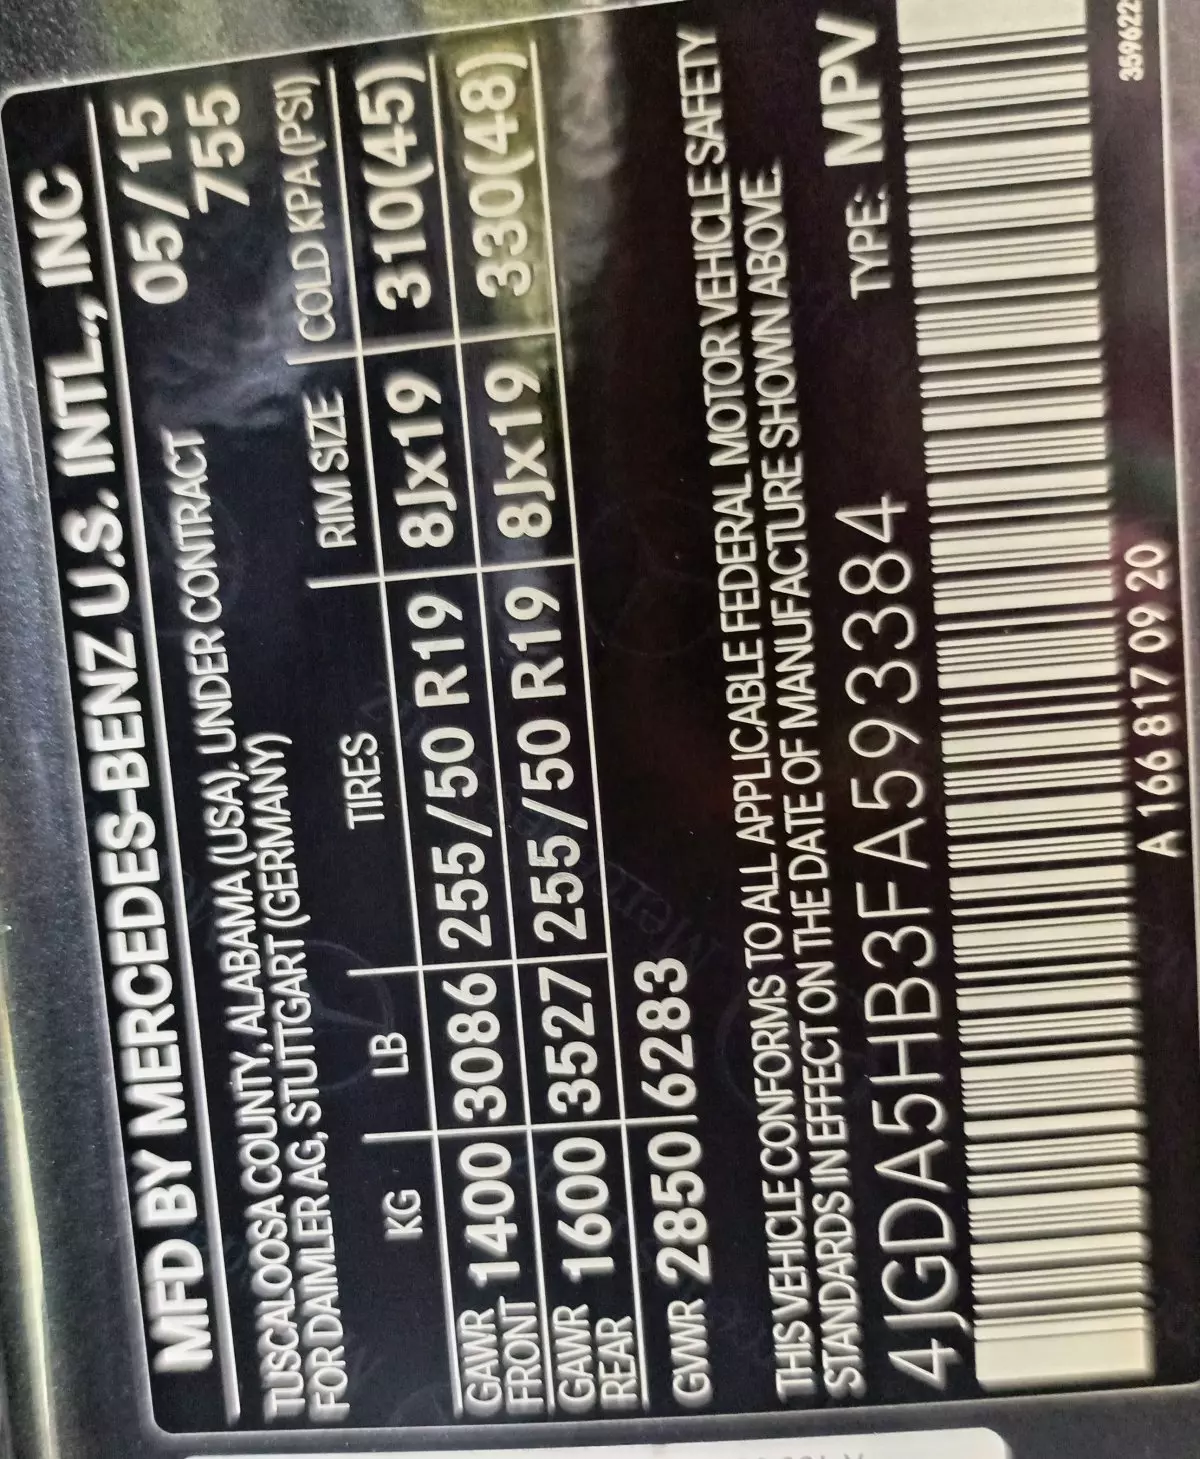 MFD BY MERCEDES-BENZ U.S. INTL., INC
TUSCALOOSA COUNTY, ALABAMA (USA), UNDER CONTRACT 05/15
FOR DAIMLER AG, STUTTGART (GERMANY) 755
KG LB TIRES RIM SIZE COLD KPA (PSI)
GAWR FRONT 1400 3086 255/50 R19 8Jx19 310(45)
GAWR REAR 1600 3527 255/50 R19 8Jx19 330(48)
GVWR 2850 6283
THIS VEHICLE CONFORMS TO ALL APPLICABLE FEDERAL MOTOR VEHICLE SAFETY
STANDARDS IN EFFECT ON THE DATE OF MANUFACTURE SHOWN ABOVE.
4JGDA5HB3FA593384 TYPE: MPV
A 166 817 09 20